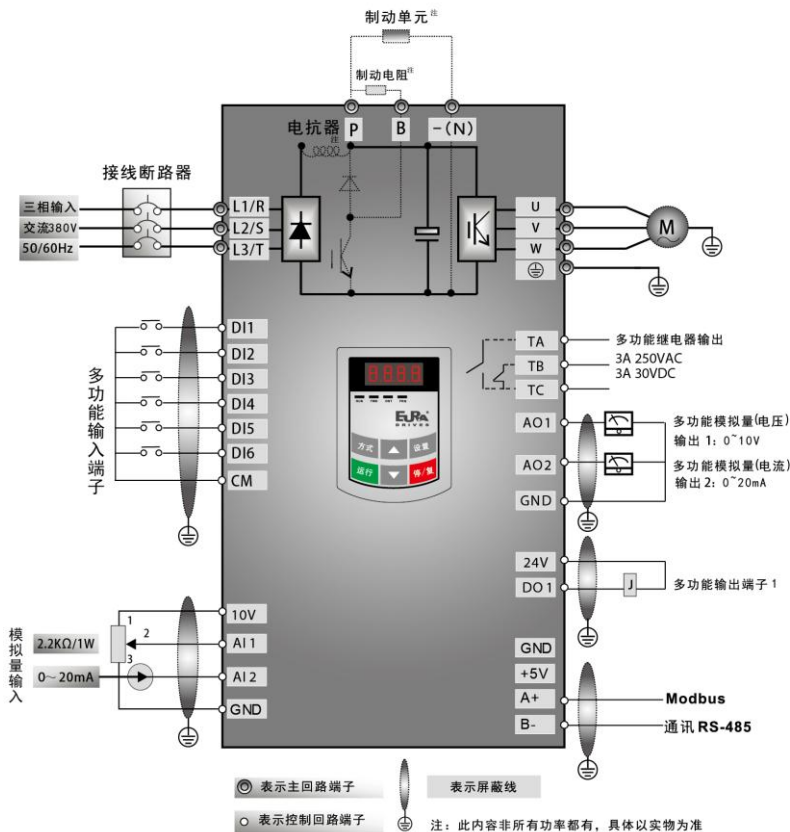 制动单元注
制动电阻注
电抗器注
P
B
-(N)
接线断路器
三相输入
交流380V
50/60Hz
L1/R
L2/S
L3/T
U
V
W
M
DI1
DI2
DI3
DI4
DI5
DI6
CM
多功能输入端子
8.8.8.8.
EURA
DRIVES
方式
设置
运行
停/复
TA
TB
TC
多功能继电器输出
3A 250VAC
3A 30VDC
AO1
AO2
GND
多功能模拟量(电压)
输出 1: 0~10V
多功能模拟量(电流)
输出 2: 0~20mA
24V
DO1
J
多功能输出端子 1
模拟量输入
2.2KΩ/1W
0~20mA
1
2
3
10V
AI1
AI2
GND
GND
+5V
A+
B-
Modbus
通讯 RS-485
表示主回路端子
表示屏蔽线
表示控制回路端子
注: 此内容非所有功率都有, 具体以实物为准